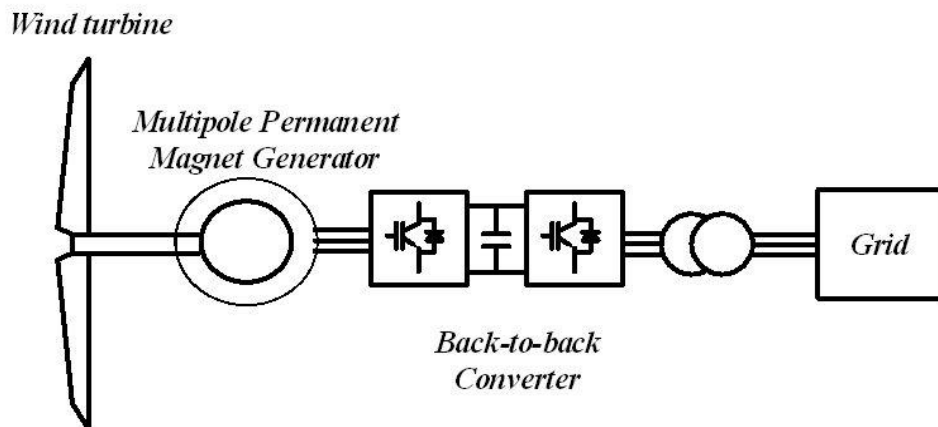 Wind turbine
Multipole Permanent
Magnet Generator
Grid
Back-to-back
Converter